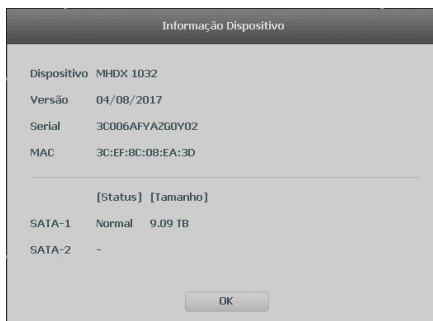 Informação Dispositivo
Dispositivo MHDX 1032
Versão 04/08/2017
Serial 3C006AFYAZG0Y02
MAC 3C:EF:8C:08:EA:3D
[Status] [Tamanho]
SATA-1 Normal 9.09 TB
SATA-2 -
OK